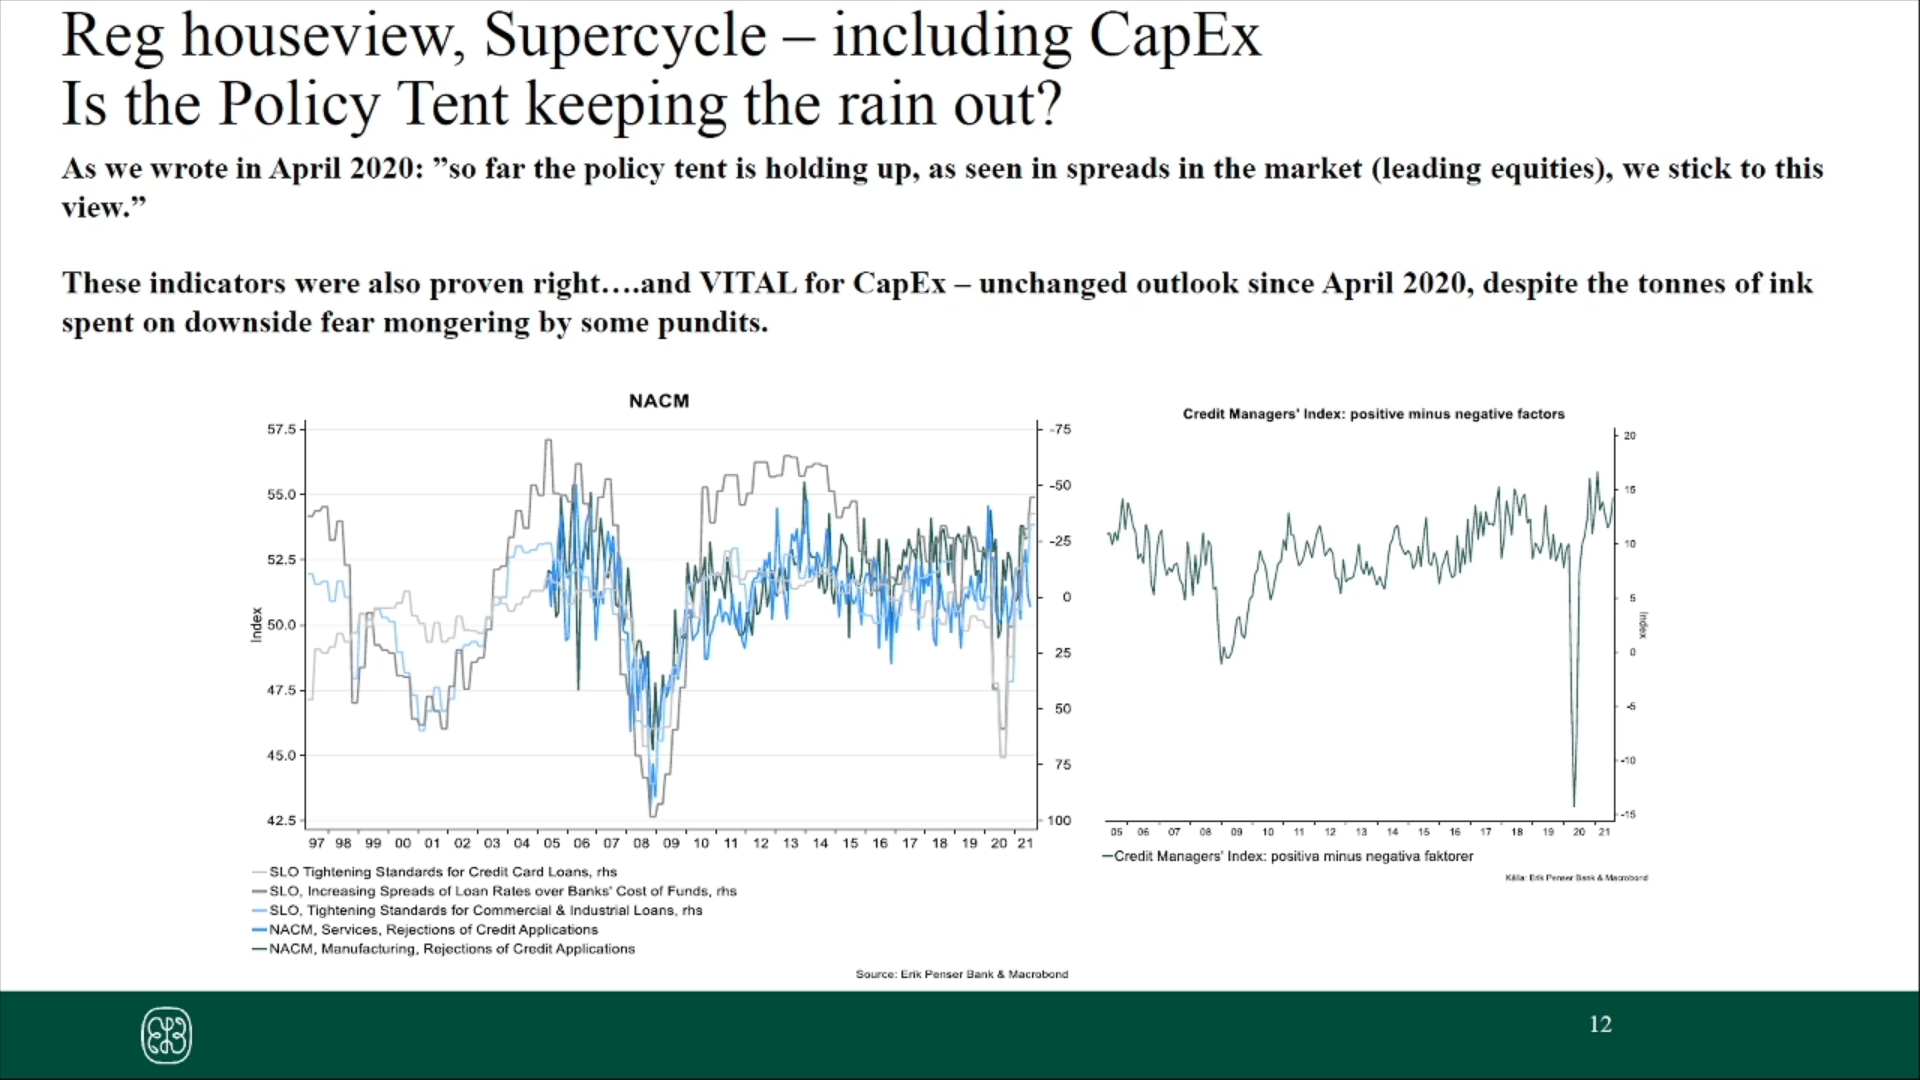 Reg houseview, Supercycle – including CapEx
Is the Policy Tent keeping the rain out?
As we wrote in April 2020: ”so far the policy tent is holding up, as seen in spreads in the market (leading equities), we stick to this
view.”
These indicators were also proven right….and VITAL for CapEx – unchanged outlook since April 2020, despite the tonnes of ink
spent on downside fear mongering by some pundits.
NACM
57.5
55.0
52.5
50.0
47.5
45.0
42.5
Index
-75
-50
-25
0
25
50
75
100
97 98 99 00 01 02 03 04 05 06 07 08 09 10 11 12 13 14 15 16 17 18 19 20 21
SLO Tightening Standards for Credit Card Loans, rhs
SLO, Increasing Spreads of Loan Rates over Banks' Cost of Funds, rhs
SLO, Tightening Standards for Commercial & Industrial Loans, rhs
NACM, Services, Rejections of Credit Applications
NACM, Manufacturing, Rejections of Credit Applications
Source: Erik Penser Bank & Macrobond
Credit Managers' Index: positive minus negative factors
20
15
10
5
0
-5
-10
-15
Index
05 06 07 08 09 10 11 12 13 14 15 16 17 18 19 20 21
Credit Managers' Index: positiva minus negativa faktorer
Källa: Erik Penser Bank & Macrobond
12